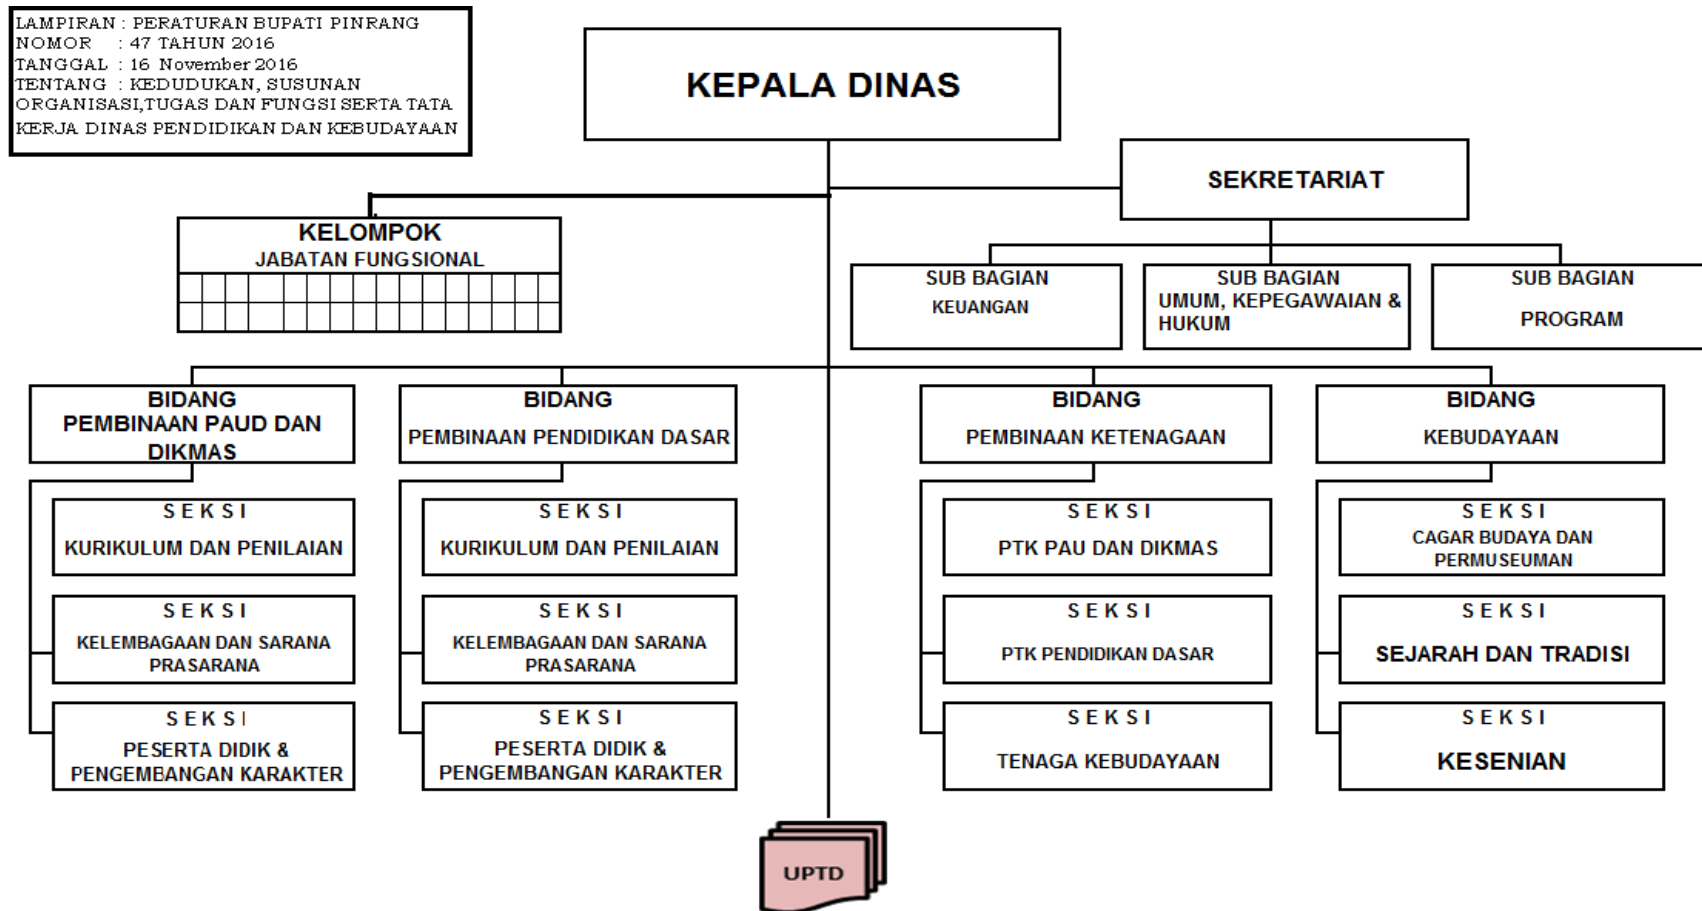 LAMPIRAN : PERATURAN BUPATI PINRANG
NOMOR : 47 TAHUN 2016
TANGGAL : 16 November 2016
TENTANG : KEDUDUKAN, SUSUNAN
ORGANISASI,TUGAS DAN FUNGSI SERTA TATA
KERJA DINAS PENDIDIKAN DAN KEBUDAYAAN
KEPALA DINAS
SEKRETARIAT
KELOMPOK
JABATAN FUNGSIONAL
SUB BAGIAN
KEUANGAN
SUB BAGIAN
UMUM, KEPEGAWAIAN &
HUKUM
SUB BAGIAN
PROGRAM
BIDANG
PEMBINAAN PAUD DAN
DIKMAS
BIDANG
PEMBINAAN PENDIDIKAN DASAR
BIDANG
PEMBINAAN KETENAGAAN
BIDANG
KEBUDAYAAN
S E K S I
KURIKULUM DAN PENILAIAN
S E K S I
KURIKULUM DAN PENILAIAN
S E K S I
PTK PAU DAN DIKMAS
S E K S I
CAGAR BUDAYA DAN
PERMUSEUMAN
S E K S I
KELEMBAGAAN DAN SARANA
PRASARANA
S E K S I
KELEMBAGAAN DAN SARANA
PRASARANA
S E K S I
PTK PENDIDIKAN DASAR
S E K S I
SEJARAH DAN TRADISI
S E K S I
PESERTA DIDIK &
PENGEMBANGAN KARAKTER
S E K S I
PESERTA DIDIK &
PENGEMBANGAN KARAKTER
S E K S I
TENAGA KEBUDAYAAN
S E K S I
KESENIAN
UPTD